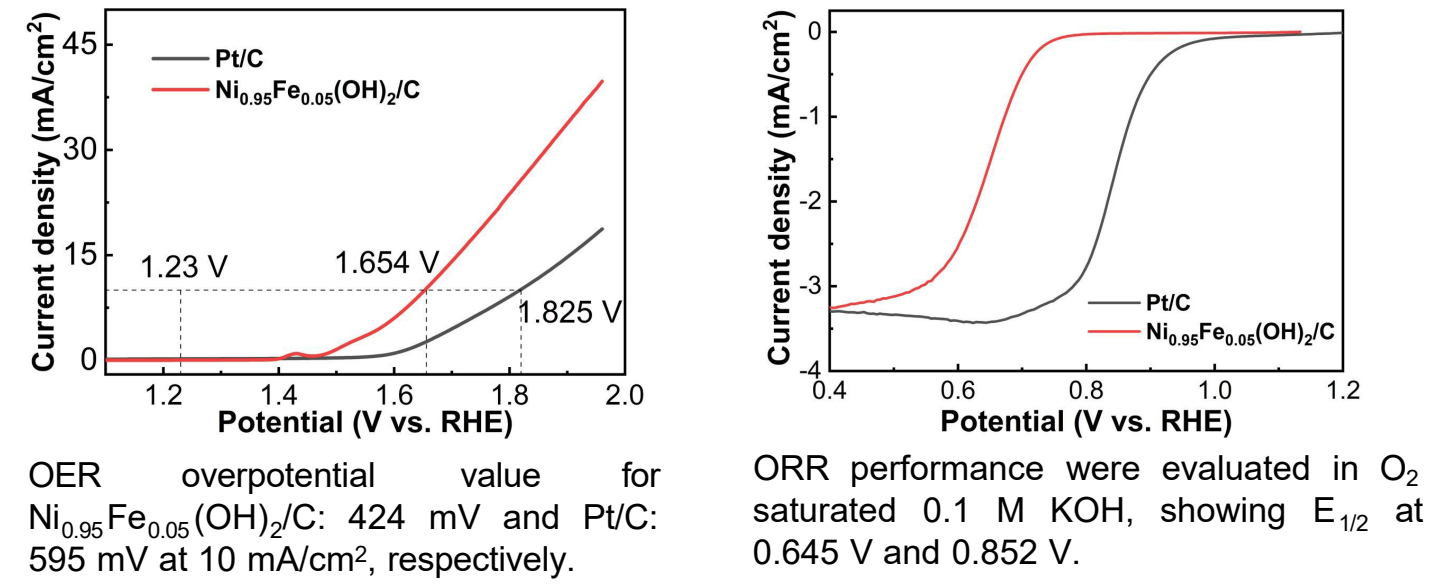 Current density (mA/cm²)
45
30
15
0
Pt/C
Ni₀.₉₅Fe₀.₀₅(OH)₂/C
1.23 V
1.654 V
1.825 V
1.2 1.4 1.6 1.8 2.0
Potential (V vs. RHE)
OER overpotential value for
Ni₀.₉₅Fe₀.₀₅(OH)₂/C: 424 mV and Pt/C:
595 mV at 10 mA/cm², respectively.
Current density (mA/cm²)
0
-1
-2
-3
-4
Pt/C
Ni₀.₉₅Fe₀.₀₅(OH)₂/C
0.4 0.6 0.8 1.0 1.2
Potential (V vs. RHE)
ORR performance were evaluated in O₂
saturated 0.1 M KOH, showing E₁/₂ at
0.645 V and 0.852 V.